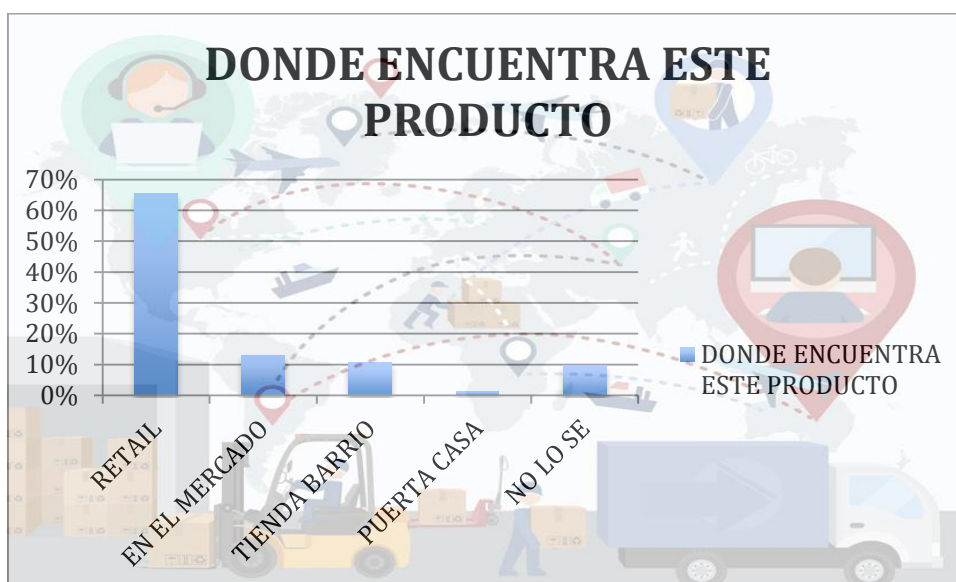 DONDE ENCUENTRA ESTE
PRODUCTO
70%
60%
50%
40%
30%
20%
10%
0%
RETAIL
EN EL MERCADO
TIENDA BARRIO
PUERTA CASA
NO LO SE
DONDE ENCUENTRA
ESTE PRODUCTO